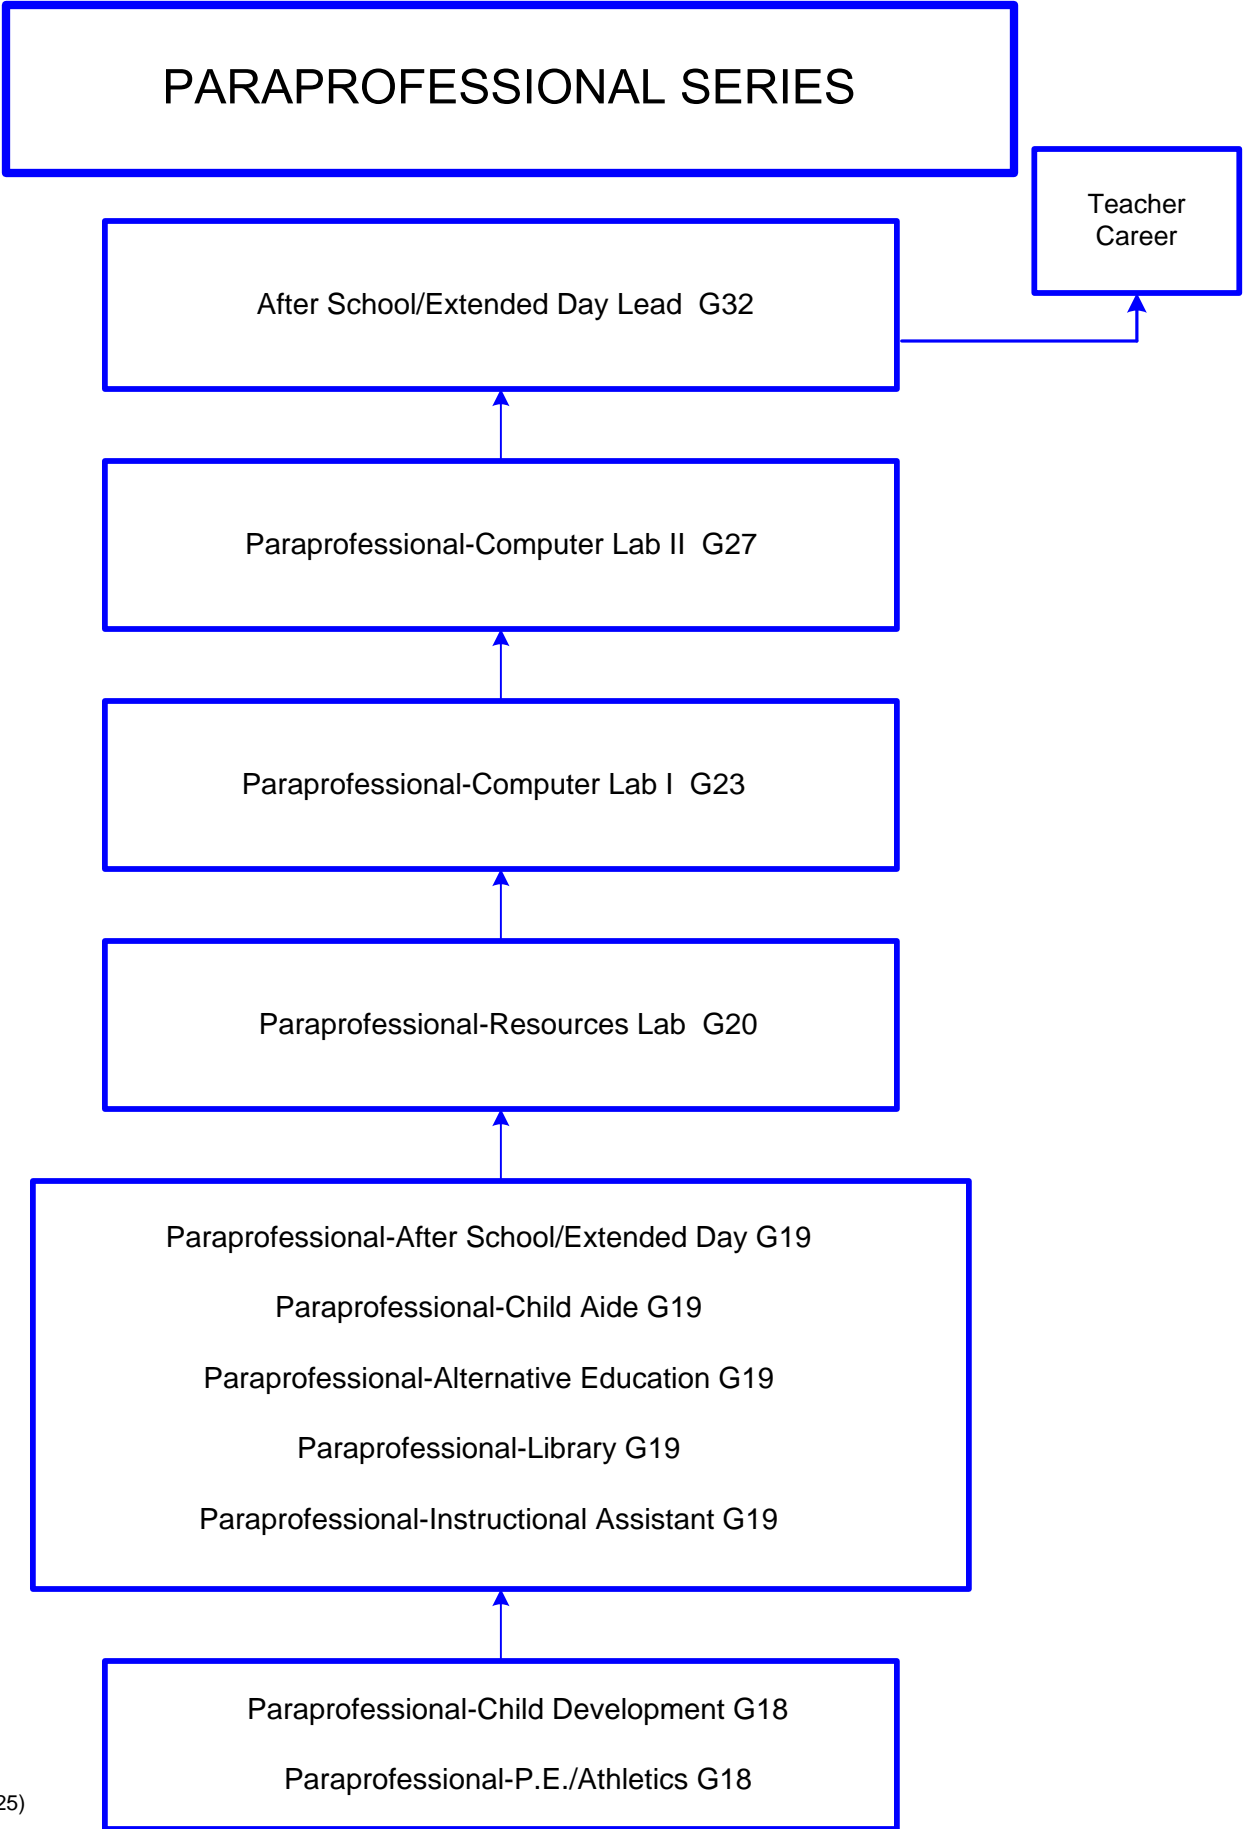 PARAPROFESSIONAL SERIES
Teacher
Career
After School/Extended Day Lead  G32
Paraprofessional-Computer Lab II  G27
Paraprofessional-Computer Lab I  G23
Paraprofessional-Resources Lab  G20
Paraprofessional-After School/Extended Day G19
Paraprofessional-Child Aide G19
Paraprofessional-Alternative Education G19
Paraprofessional-Library G19
Paraprofessional-Instructional Assistant G19
Paraprofessional-Child Development G18
Paraprofessional-P.E./Athletics G18
25)